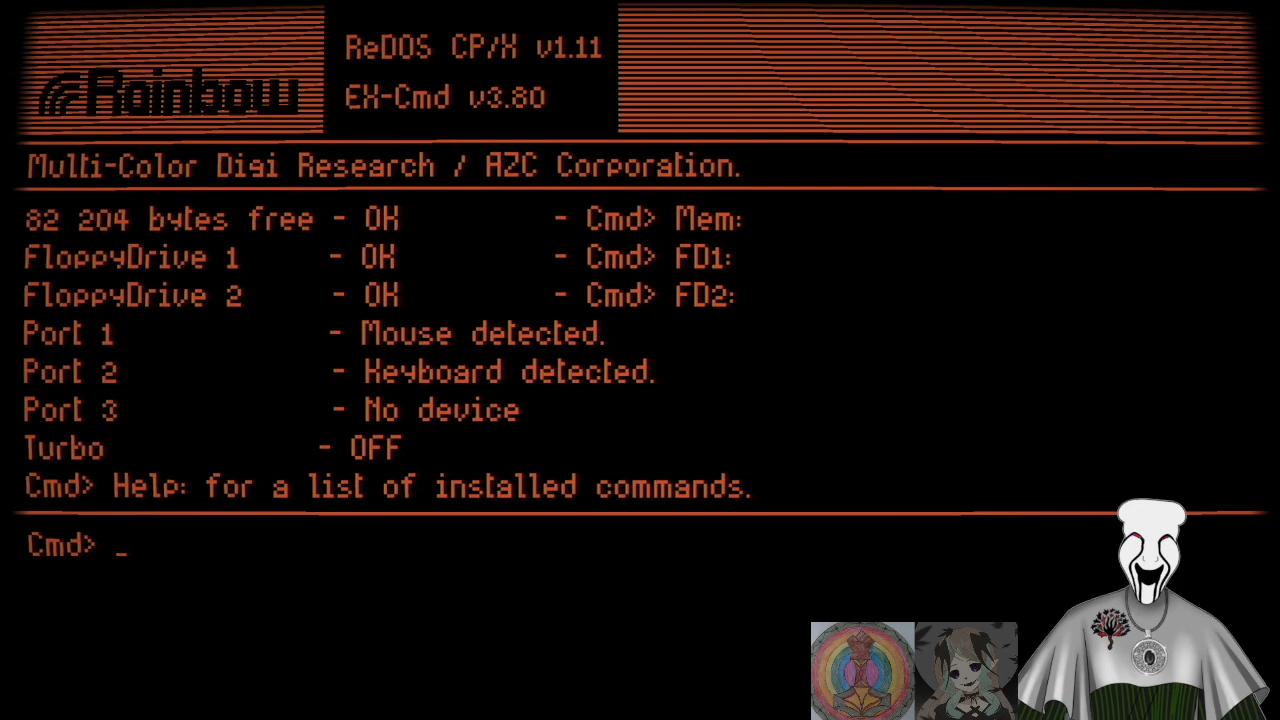 Rainbow
ReDOS CP/X v1.11
EX-Cmd v3.80
Multi-Color Digi Research / AZC Corporation.
82 204 bytes free - OK - Cmd> Mem:
FloppyDrive 1 - OK - Cmd> FD1:
FloppyDrive 2 - OK - Cmd> FD2:
Port 1 - Mouse detected.
Port 2 - Keyboard detected.
Port 3 - No device
Turbo - OFF
Cmd> Help: for a list of installed commands.
Cmd> _